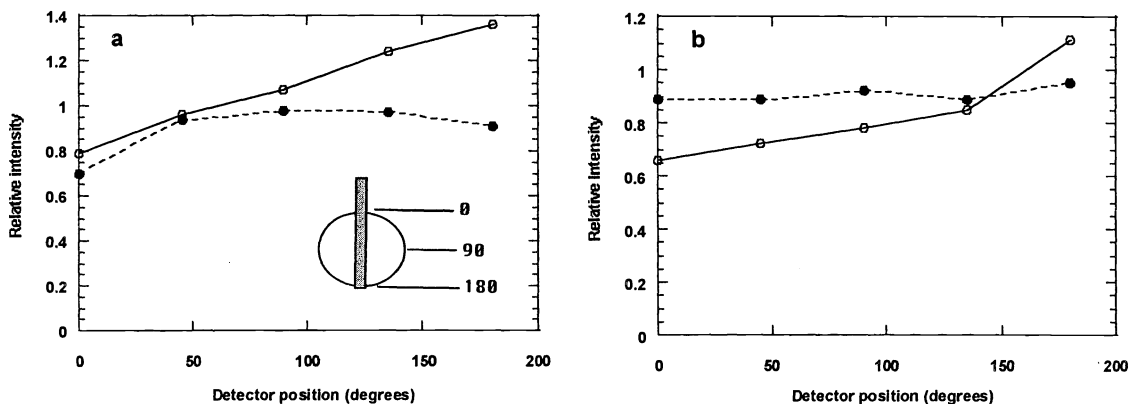 a
1.4
1.2
1
0.8
0.6
0.4
0.2
0
Relative intensity
0
90
180
0 50 100 150 200
Detector position (degrees)
b
1.2
1
0.8
0.6
0.4
0.2
0
Relative Intensity
0 50 100 150 200
Detector position (degrees)